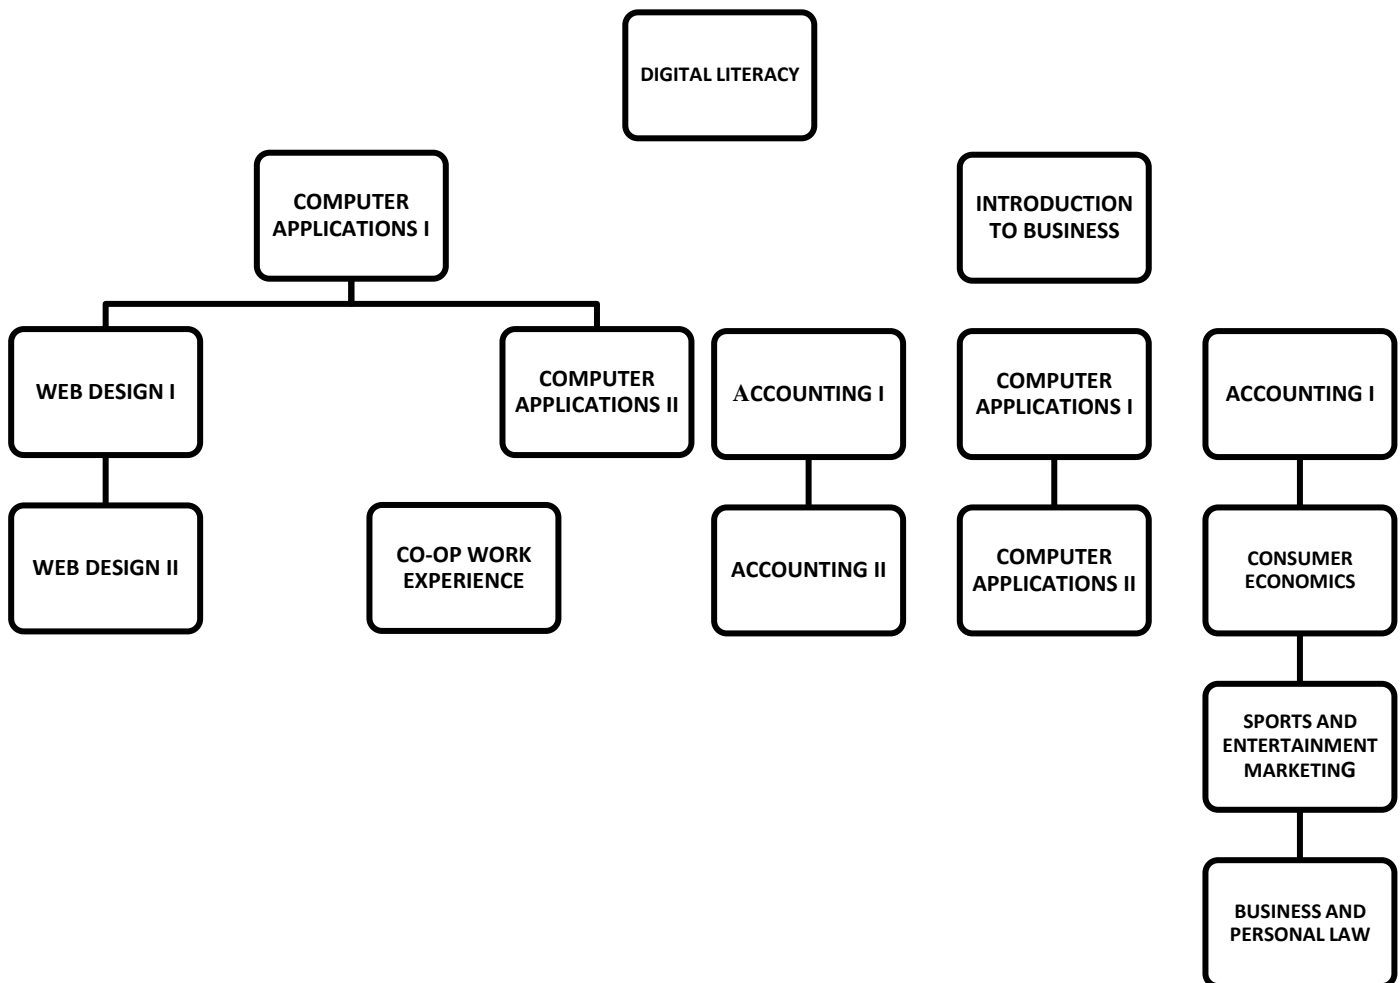 DIGITAL LITERACY
COMPUTER
APPLICATIONS I
INTRODUCTION
TO BUSINESS
WEB DESIGN I
COMPUTER
APPLICATIONS II
ACCOUNTING I
COMPUTER
APPLICATIONS I
ACCOUNTING I
WEB DESIGN II
CO-OP WORK
EXPERIENCE
ACCOUNTING II
COMPUTER
APPLICATIONS II
CONSUMER
ECONOMICS
SPORTS AND
ENTERTAINMENT
MARKETING
BUSINESS AND
PERSONAL LAW